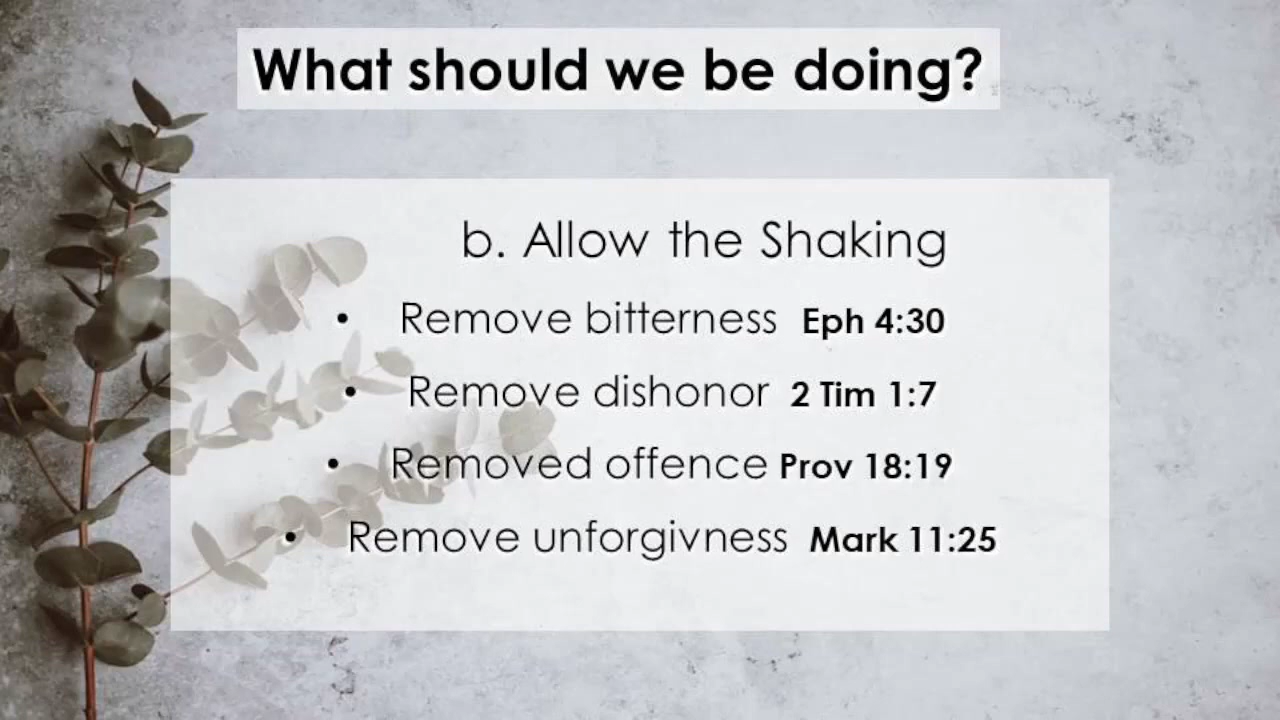 What should we be doing?
b. Allow the Shaking
• Remove bitterness Eph 4:30
• Remove dishonor 2 Tim 1:7
• Removed offence Prov 18:19
• Remove unforgivness Mark 11:25